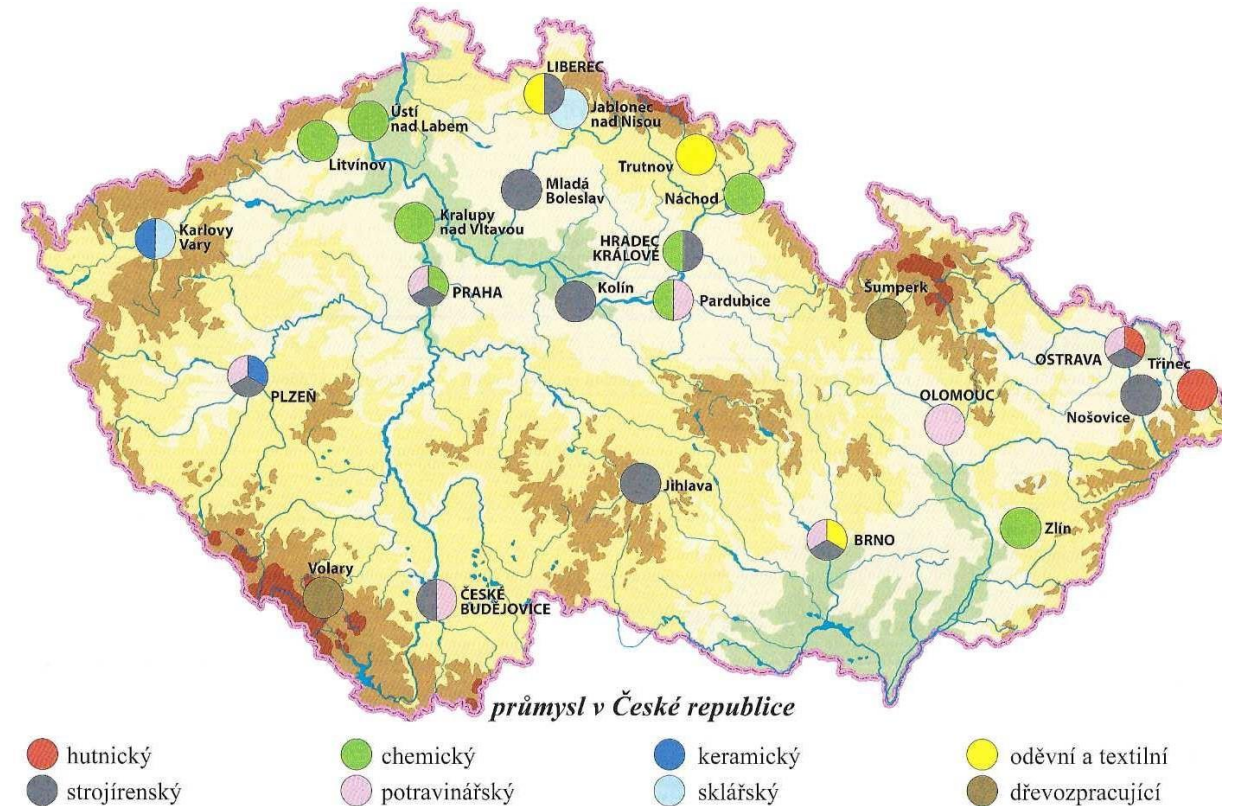 LIBEREC
Jablonec
nad Nisou
Ústí
nad Labem
Litvínov
Trutnov
Mladá
Boleslav
Náchod
Karlovy
Vary
Kralupy
nad Vltavou
HRADEC
KRÁLOVÉ
PRAHA
Kolín
Pardubice
Šumperk
OSTRAVA
Třinec
PLZEŇ
OLOMOUC
Nošovice
Jihlava
BRNO
Zlín
Volary
ČESKÉ
BUDĚJOVICE
průmysl v České republice
hutnický
chemický
keramický
oděvní a textilní
strojírenský
potravinářský
sklářský
dřevozpracující